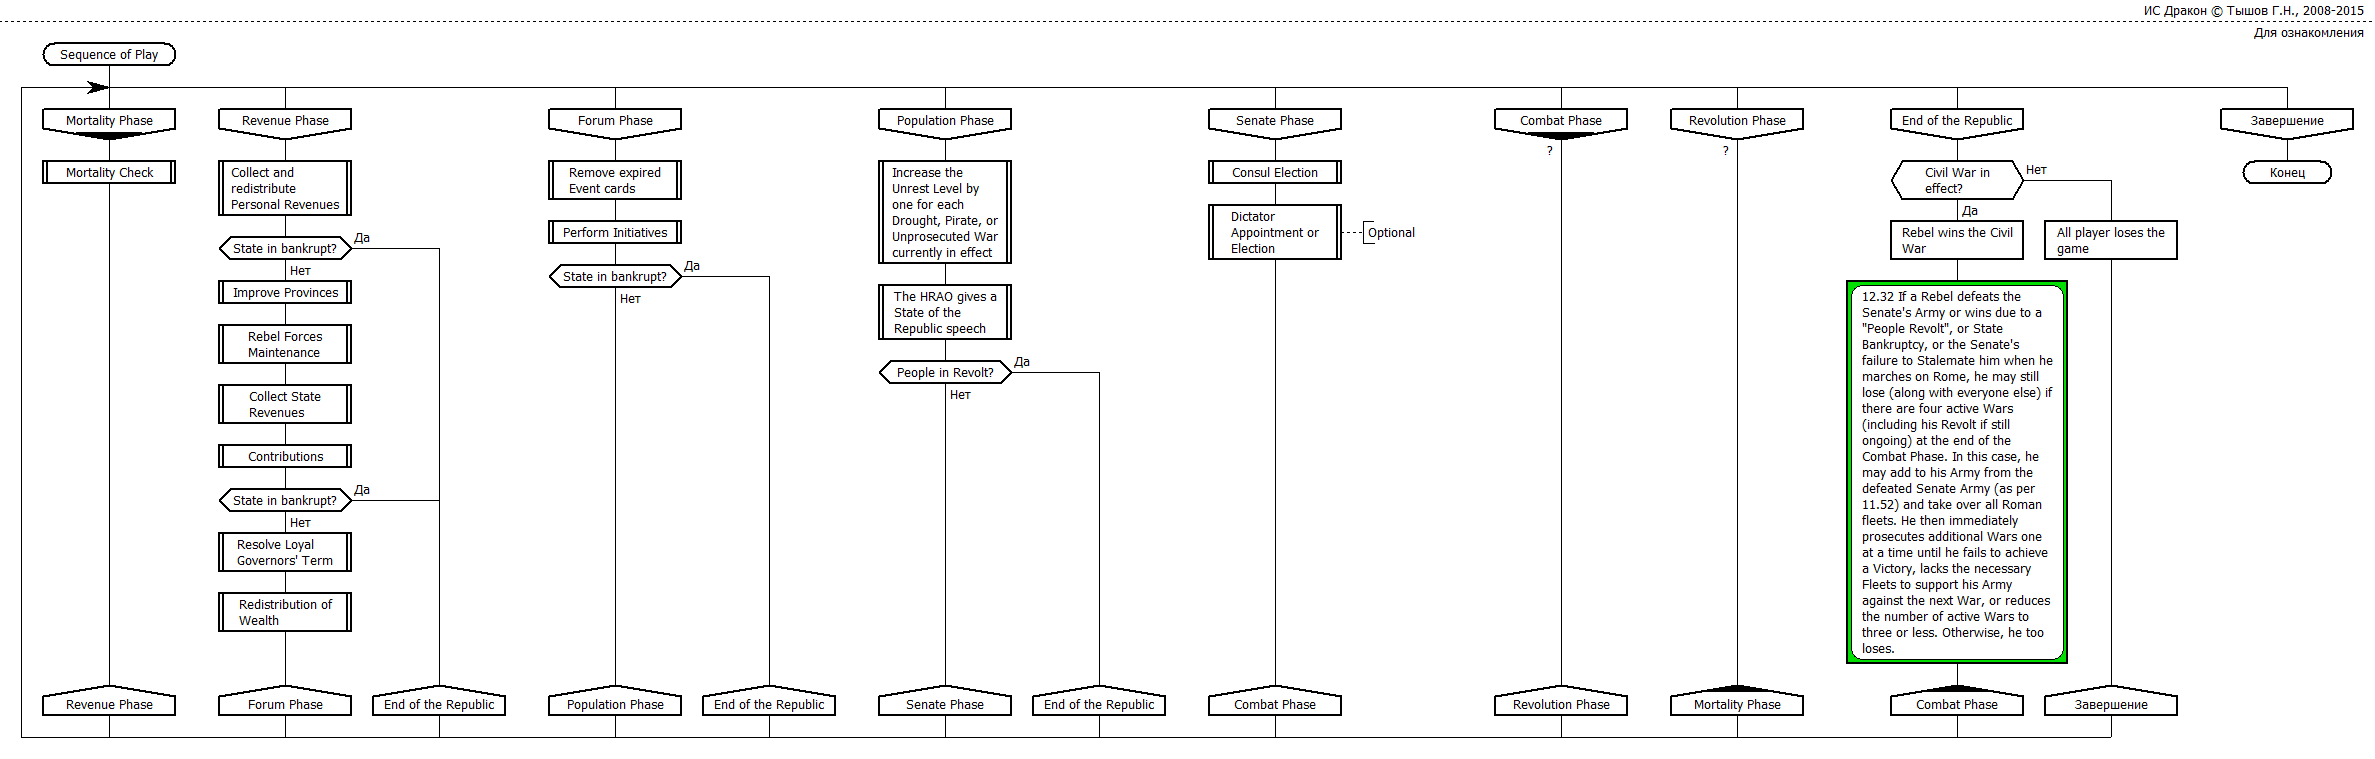 ИС Дракон © Тышов Г.Н., 2008-2015
Для ознакомления
Sequence of Play
Mortality Phase
Mortality Check
Revenue Phase
Revenue Phase
Collect and
redistribute
Personal Revenues
State in bankrupt?
Да
Нет
Improve Provinces
Rebel Forces
Maintenance
Collect State
Revenues
Contributions
State in bankrupt?
Да
Нет
Resolve Loyal
Governors' Term
Redistribution of
Wealth
Forum Phase
End of the Republic
Forum Phase
Remove expired
Event cards
Perform Initiatives
State in bankrupt?
Да
Нет
Population Phase
End of the Republic
Population Phase
Increase the
Unrest Level by
one for each
Drought, Pirate, or
Unprosecuted War
currently in effect
The HRAO gives a
State of the
Republic speech
People in Revolt?
Да
Нет
Senate Phase
End of the Republic
Senate Phase
Consul Election
Dictator
Appointment or
Election
Optional
Combat Phase
Combat Phase
?
Revolution Phase
Revolution Phase
?
Mortality Phase
End of the Republic
Civil War in
effect?
Нет
Да
Rebel wins the Civil
War
All player loses the
game
12.32 If a Rebel defeats the
Senate's Army or wins due to a
"People Revolt", or State
Bankruptcy, or the Senate's
failure to Stalemate him when he
marches on Rome, he may still
lose (along with everyone else) if
there are four active Wars
(including his Revolt if still
ongoing) at the end of the
Combat Phase. In this case, he
may add to his Army from the
defeated Senate Army (as per
11.52) and take over all Roman
fleets. He then immediately
prosecutes additional Wars one
at a time until he fails to achieve
a Victory, lacks the necessary
Fleets to support his Army
against the next War, or reduces
the number of active Wars to
three or less. Otherwise, he too
loses.
Combat Phase
Завершение
Завершение
Конец